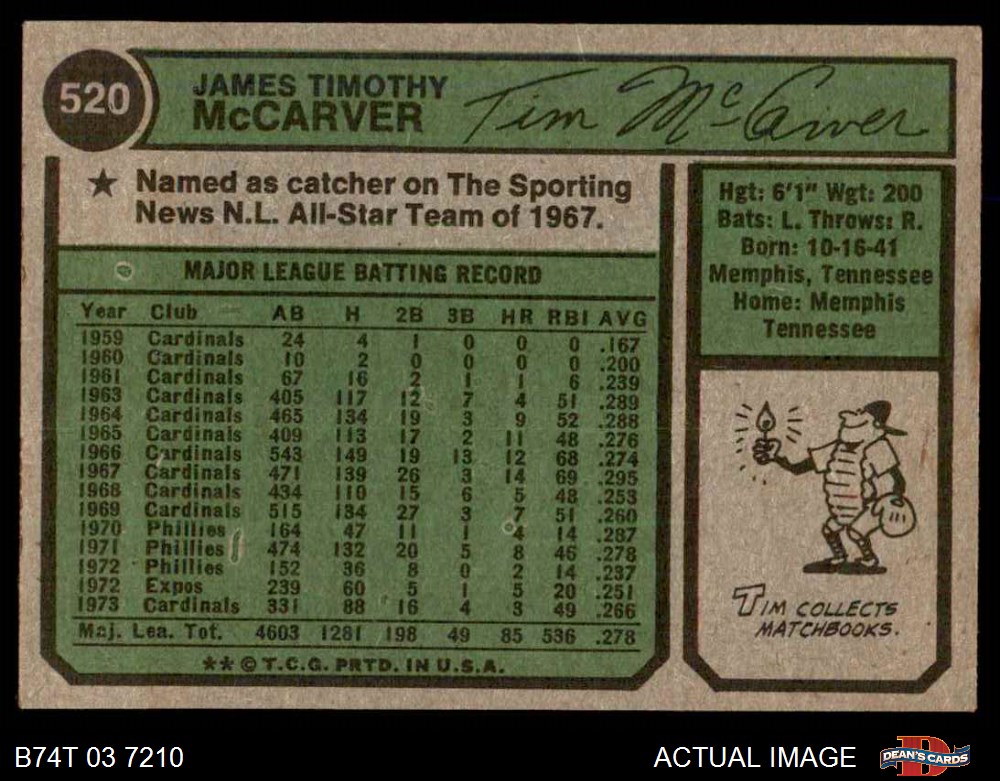 520
JAMES TIMOTHY
McCARVER
Tim McCarver
★ Named as catcher on The Sporting
News N.L. All-Star Team of 1967.
MAJOR LEAGUE BATTING RECORD
Year Club AB H 2B 3B HR RBI AVG
1959 Cardinals 24 4 1 0 0 0 .167
1960 Cardinals 10 2 0 0 0 0 .200
1961 Cardinals 67 16 2 1 1 6 .239
1963 Cardinals 405 117 12 7 4 51 .289
1964 Cardinals 465 134 19 3 9 52 .288
1965 Cardinals 409 113 17 2 11 48 .276
1966 Cardinals 543 149 19 13 12 68 .274
1967 Cardinals 471 139 26 3 14 69 .295
1968 Cardinals 434 110 15 6 5 48 .253
1969 Cardinals 515 134 27 3 7 51 .260
1970 Phillies 164 47 11 1 4 14 .287
1971 Phillies 474 132 20 5 8 46 .278
1972 Phillies 152 36 8 0 2 14 .237
1972 Expos 239 60 5 1 5 20 .251
1973 Cardinals 331 88 16 4 3 49 .266
Maj. Lea. Tot. 4603 1281 198 49 85 536 .278
★★ © T.C.G. PRTD. IN U.S.A.
Hgt: 6'1" Wgt: 200
Bats: L. Throws: R.
Born: 10-16-41
Memphis, Tennessee
Home: Memphis
Tennessee
TIM COLLECTS
MATCHBOOKS.
B74T 03 7210
ACTUAL IMAGE
DEAN'S CARDS